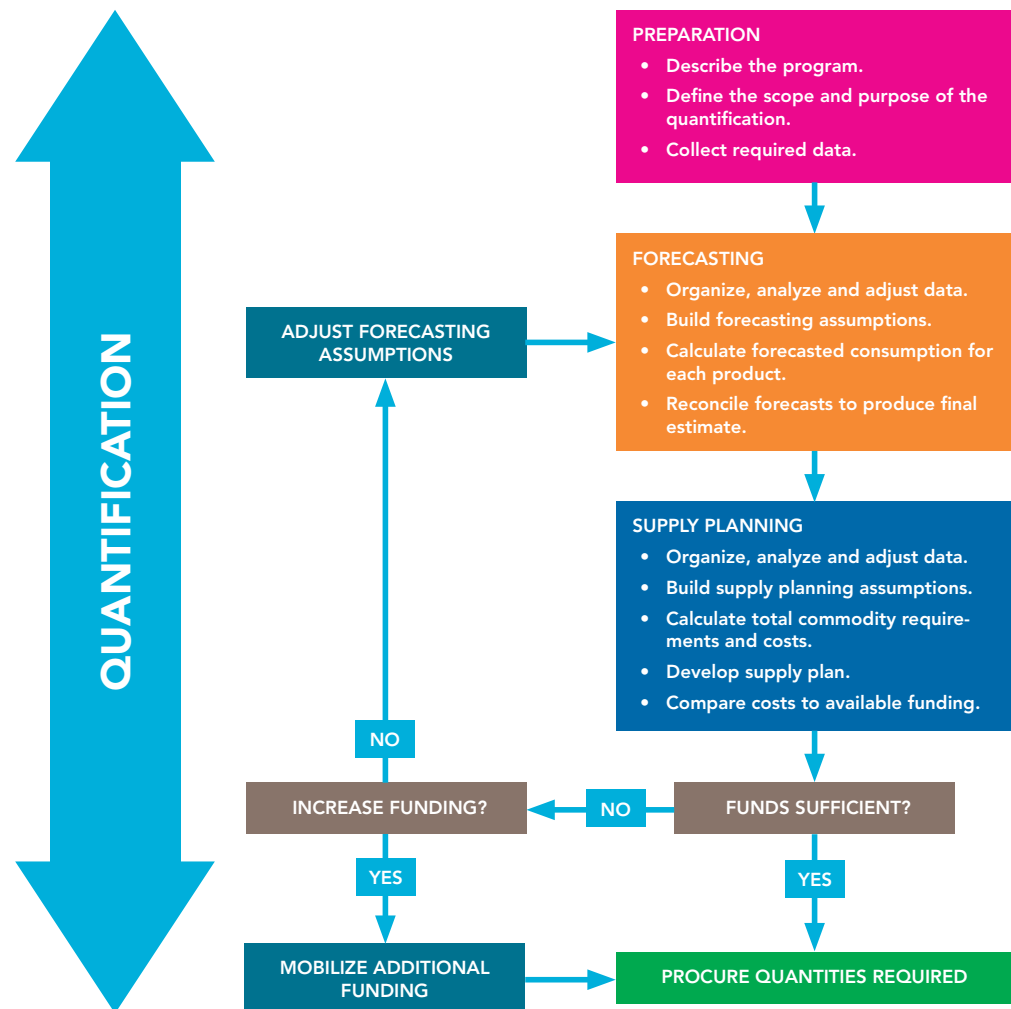 QUANTIFICATION
PREPARATION
• Describe the program.
• Define the scope and purpose of the
quantification.
• Collect required data.
FORECASTING
• Organize, analyze and adjust data.
• Build forecasting assumptions.
• Calculate forecasted consumption for
each product.
• Reconcile forecasts to produce final
estimate.
ADJUST FORECASTING
ASSUMPTIONS
SUPPLY PLANNING
• Organize, analyze and adjust data.
• Build supply planning assumptions.
• Calculate total commodity require-
ments and costs.
• Develop supply plan.
• Compare costs to available funding.
NO
INCREASE FUNDING?
NO
FUNDS SUFFICIENT?
YES
YES
MOBILIZE ADDITIONAL
FUNDING
PROCURE QUANTITIES REQUIRED